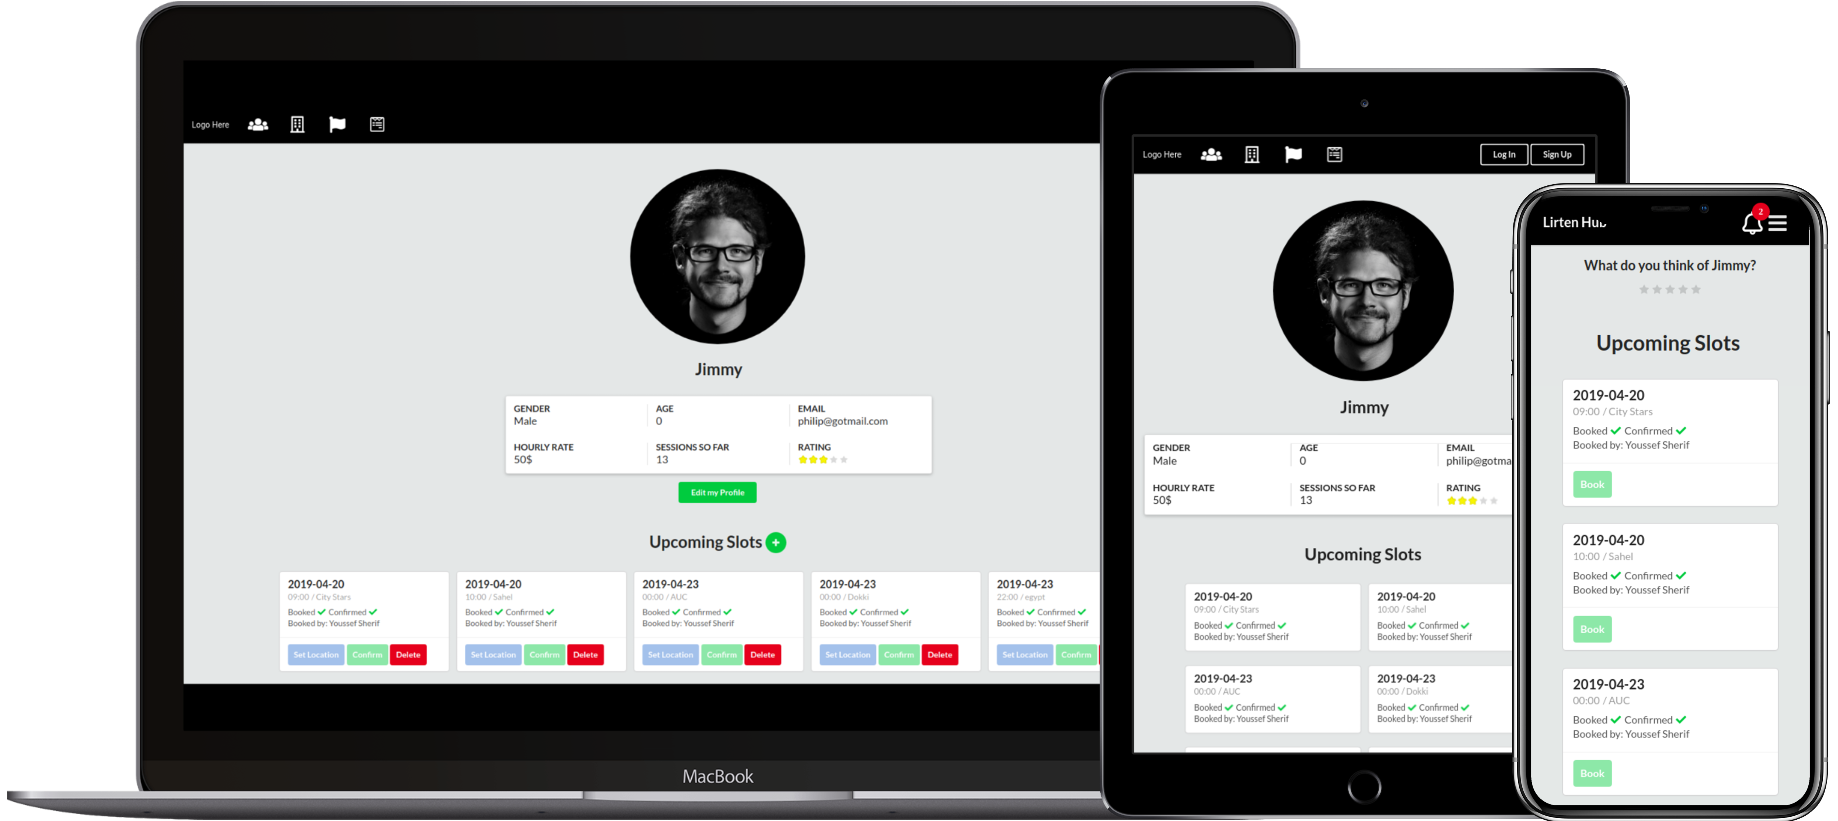 Logo Here
Jimmy
GENDER AGE EMAIL
Male 0 philip@gotmail.com
HOURLY RATE SESSIONS SO FAR RATING
50$ 13
Edit my Profile
Upcoming Slots +
2019-04-20 2019-04-20 2019-04-23 2019-04-23 2019-04-23
09:00 / City Stars 10:00 / Sahel 00:00 / AUC 00:00 / Dokki 22:00 / egypt
Booked Confirmed Booked Confirmed Booked Confirmed Booked Confirmed Booked Confirmed
Booked by: Youssef Sherif Booked by: Youssef Sherif Booked by: Youssef Sherif Booked by: Youssef Sherif Booked by: Youssef Sherif
Set Location Confirm Delete Set Location Confirm Delete Set Location Confirm Delete Set Location Confirm Delete Set Location Confirm
MacBook
Logo Here Log In Sign Up
Jimmy
GENDER AGE EMAIL
Male 0 philip@gotma
HOURLY RATE SESSIONS SO FAR RATING
50$ 13
Upcoming Slots
2019-04-20 2019-04-20
09:00 / City Stars 10:00 / Sahel
Booked Confirmed Booked Confirmed
Booked by: Youssef Sherif Booked by: Youssef Sherif
2019-04-23 2019-04-23
00:00 / AUC 00:00 / Dokki
Booked Confirmed Booked Confirmed
Booked by: Youssef Sherif Booked by: Youssef Sherif
Lirten Hub 2
What do you think of Jimmy?
Upcoming Slots
2019-04-20
09:00 / City Stars
Booked Confirmed
Booked by: Youssef Sherif
Book
2019-04-20
10:00 / Sahel
Booked Confirmed
Booked by: Youssef Sherif
Book
2019-04-23
00:00 / AUC
Booked Confirmed
Booked by: Youssef Sherif
Book